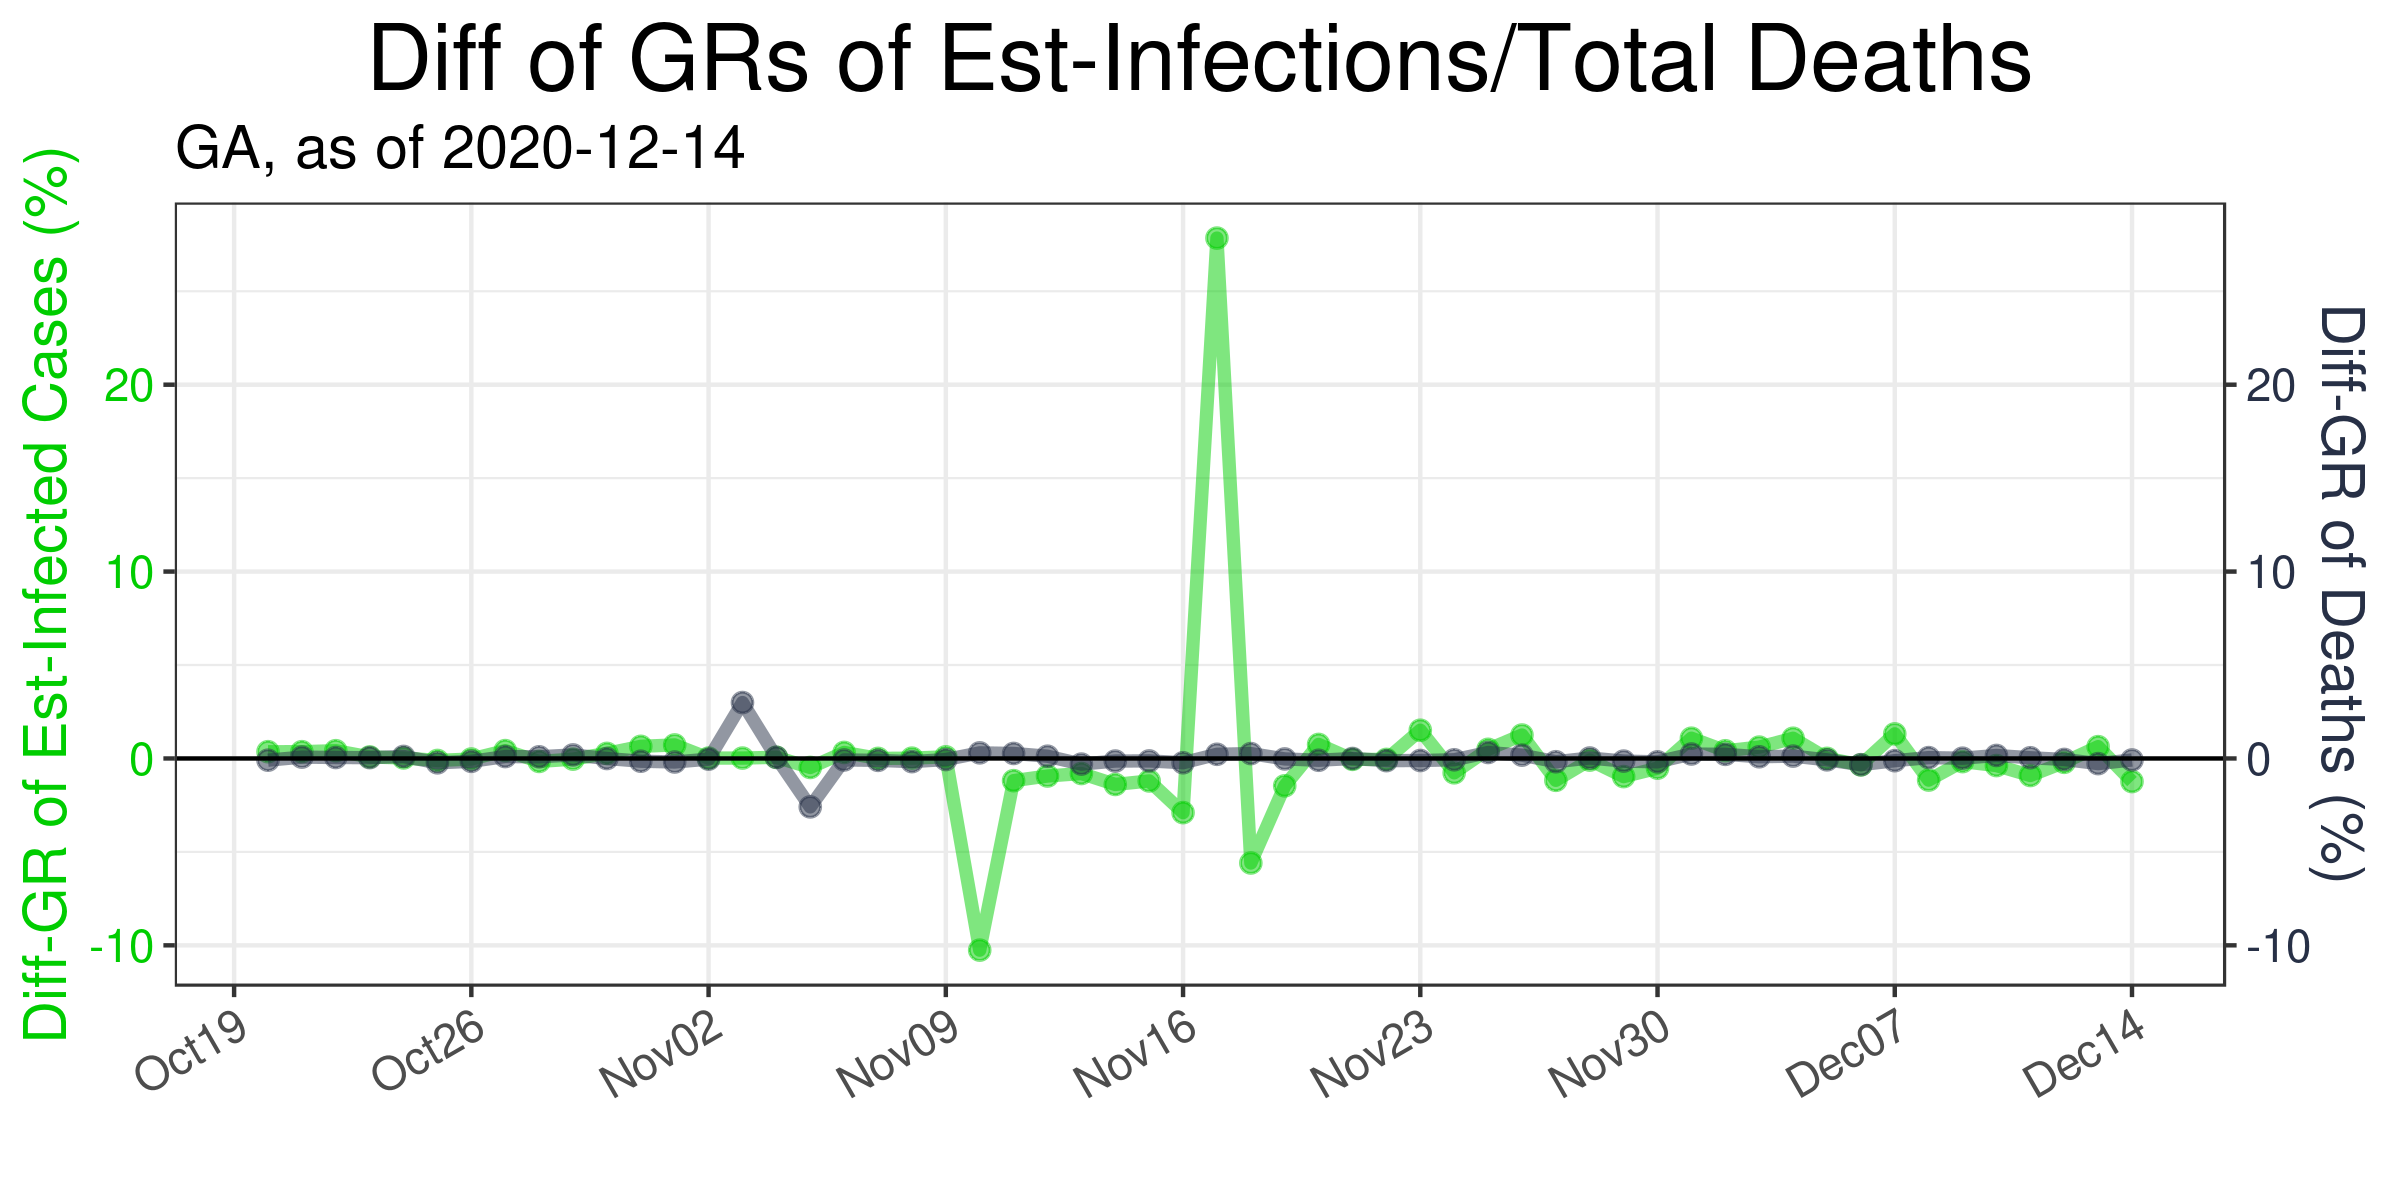 Diff of GRs of Est-Infections/Total Deaths
GA, as of 2020-12-14
Diff-GR of Est-Infected Cases (%)
20
10
0
-10
20
10
0
-10
Diff-GR of Deaths (%)
Oct19
Oct26
Nov02
Nov09
Nov16
Nov23
Nov30
Dec07
Dec14